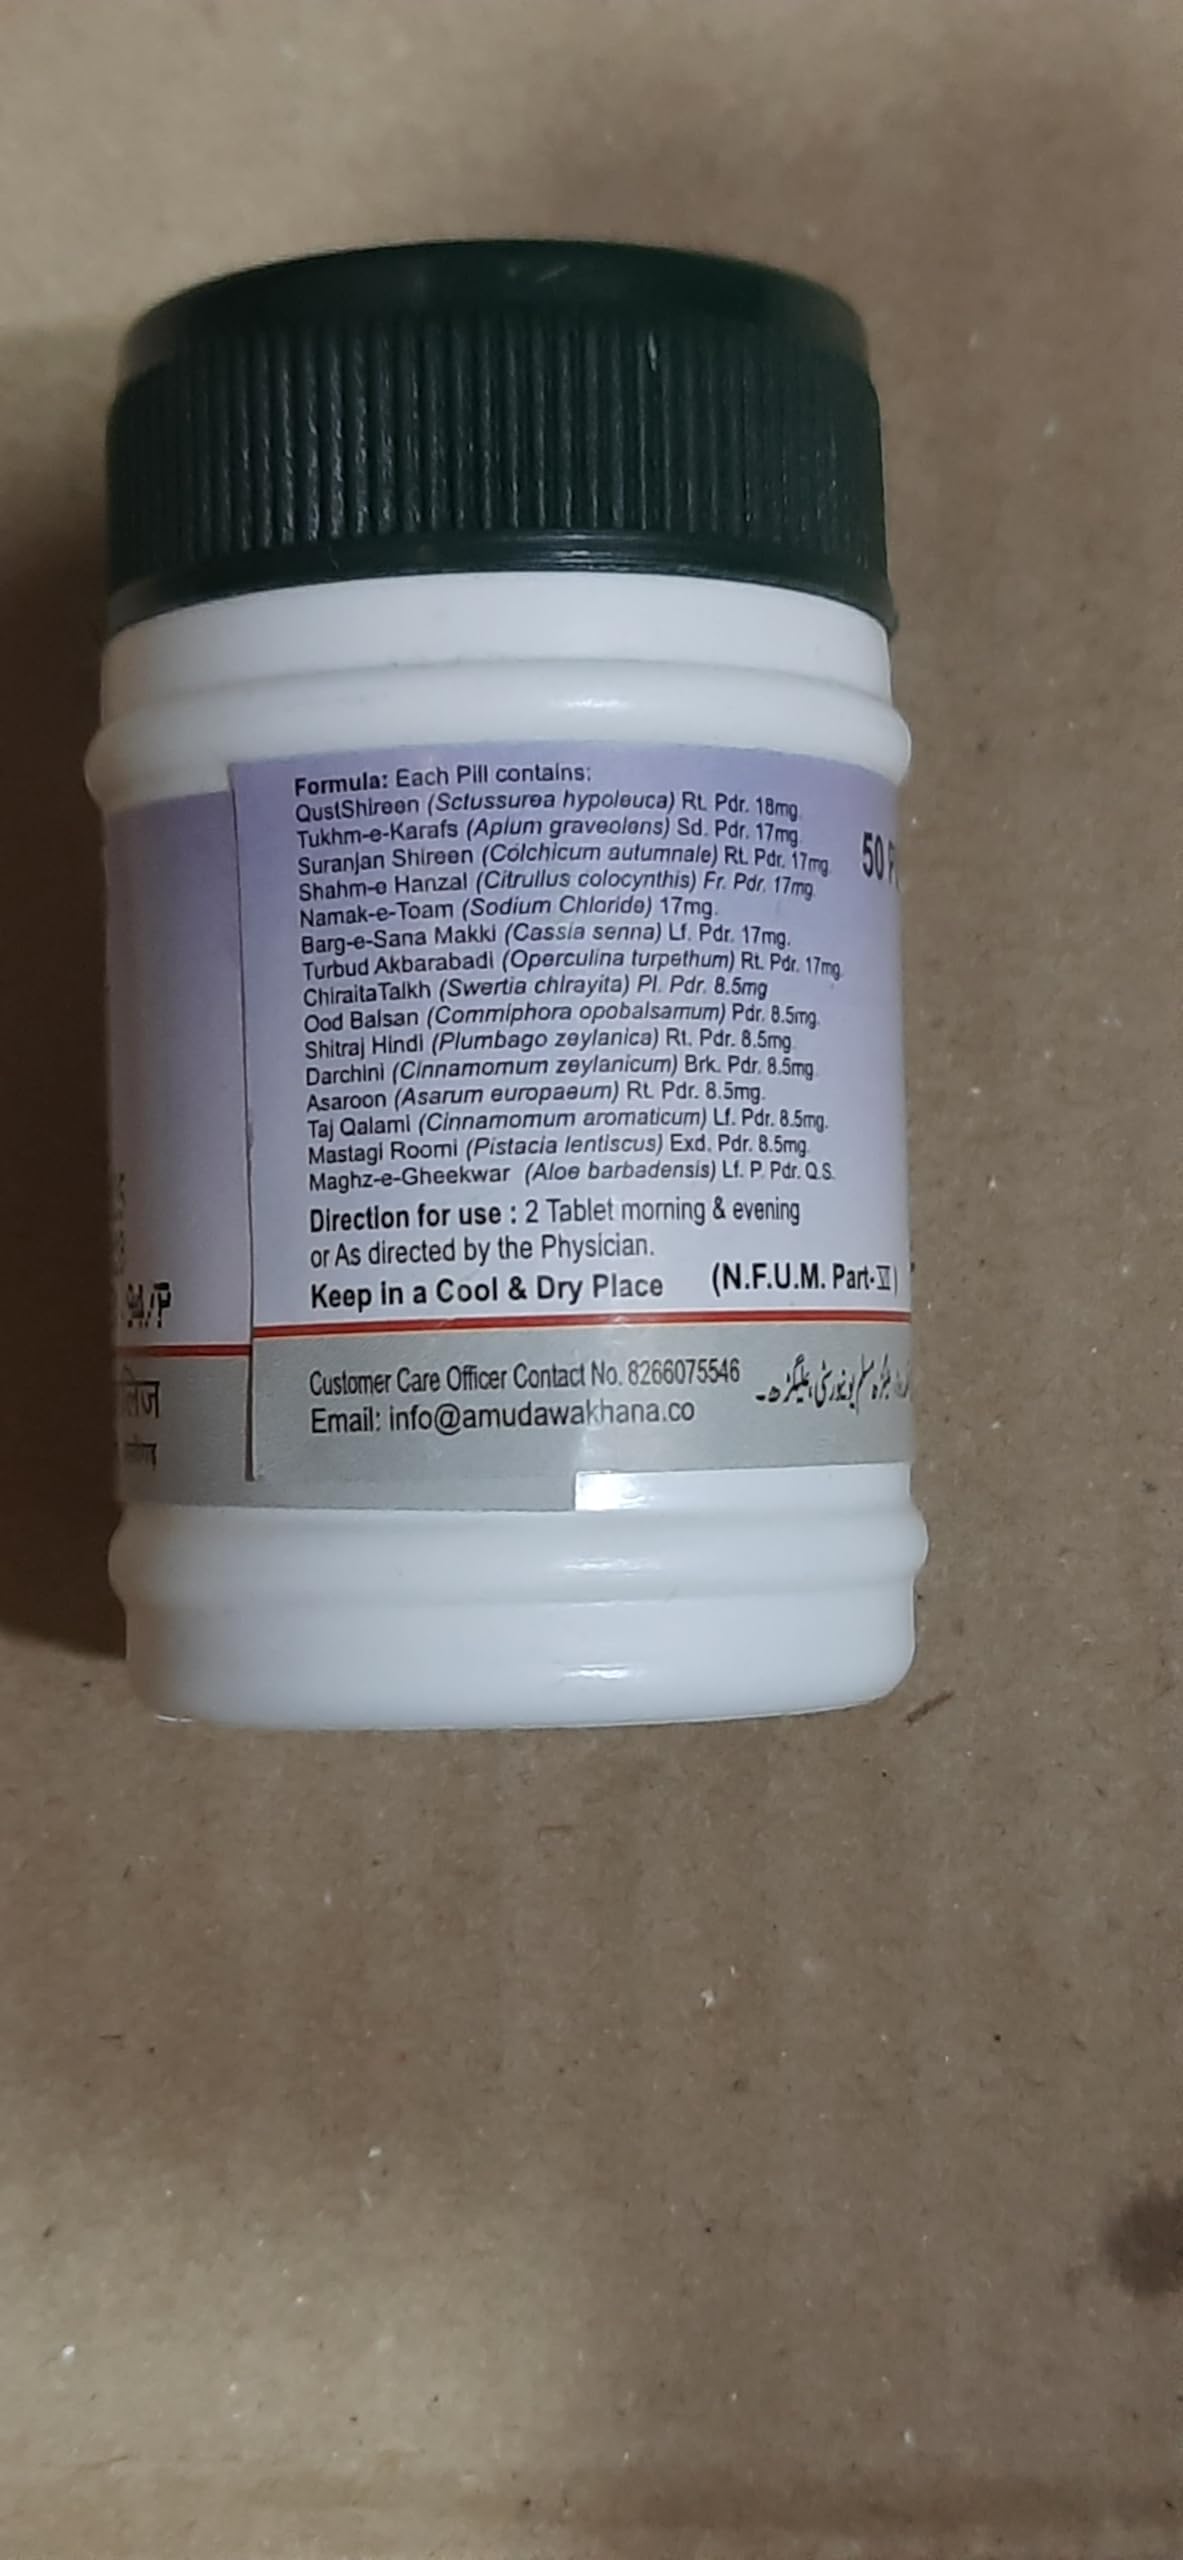 Formula: Each Pill contains:
QustShireen (Sctussurea hypoleuca) Rt. Pdr. 18mg.
Tukhm-e-Karafs (Apium graveolens) Sd. Pdr. 17mg.
Suranjan Shireen (Colchicum autumnale) Rt. Pdr. 17mg.
Shahm-e Hanzal (Citrullus colocynthis) Fr. Pdr. 17mg.
Namak-e-Toam (Sodium Chloride) 17mg.
Barg-e-Sana Makki (Cassia senna) Lf. Pdr. 17mg.
Turbud Akbarabadi (Operculina turpethum) Rt. Pdr. 17mg.
ChiraitaTalkh (Swertia chirayita) Pl. Pdr. 8.5mg
Ood Balsan (Commiphora opobalsamum) Pdr. 8.5mg.
Shitraj Hindi (Plumbago zeylanica) Rt. Pdr. 8.5mg.
Darchini (Cinnamomum zeylanicum) Brk. Pdr. 8.5mg.
Asaroon (Asarum europaeum) Rt. Pdr. 8.5mg.
Taj Qalami (Cinnamomum aromaticum) Lf. Pdr. 8.5mg.
Mastagi Roomi (Pistacia lentiscus) Exd. Pdr. 8.5mg.
Maghz-e-Gheekwar (Aloe barbadensis) Lf. P. Pdr. Q.S.
Direction for use : 2 Tablet morning & evening
or As directed by the Physician.
Keep in a Cool & Dry Place (N.F.U.M. Part-VI)
Customer Care Officer Contact No. 8266075546
Email: info@amudawakhana.co
50
مسلم یونیورسٹی، علیگڑھ۔